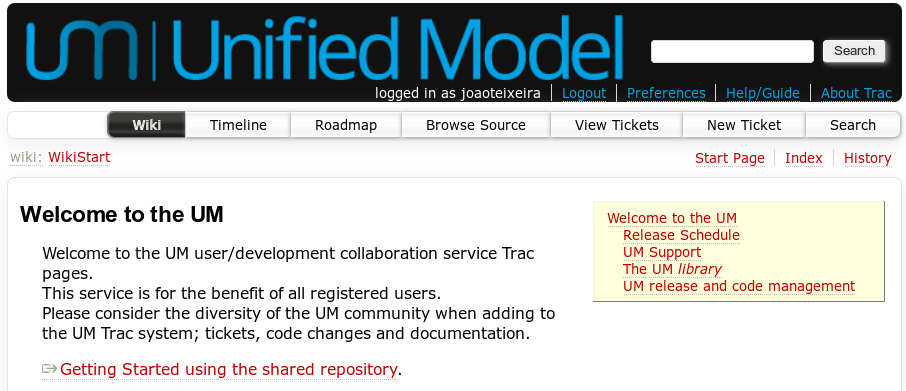 um | Unified Model
Search
logged in as joaoteixeira | Logout | Preferences | Help/Guide | About Trac
Wiki Timeline Roadmap Browse Source View Tickets New Ticket Search
wiki: WikiStart Start Page Index History
Welcome to the UM
Welcome to the UM user/development collaboration service Trac
pages.
This service is for the benefit of all registered users.
Please consider the diversity of the UM community when adding to
the UM Trac system; tickets, code changes and documentation.
Getting Started using the shared repository.
Welcome to the UM
Release Schedule
UM Support
The UM library
UM release and code management